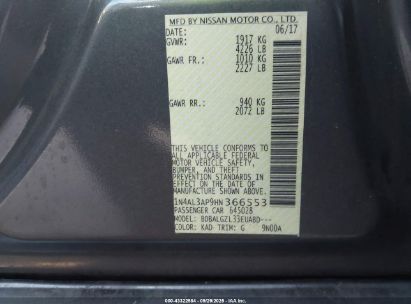 MFD BY NISSAN MOTOR CO., LTD.
DATE: 06/17
GVWR: 1917 KG
4226 LB
GAWR FR.: 1010 KG
2227 LB
GAWR RR.: 940 KG
2072 LB
THIS VEHICLE CONFORMS TO
ALL APPLICABLE FEDERAL
MOTOR VEHICLE SAFETY,
BUMPER, AND THEFT
PREVENTION STANDARDS IN
EFFECT ON THE DATE OF
MANUFACTURE SHOWN ABOVE.
1N4AL3AP9HN366553
PASSENGER CAR 645028
MODEL: BDBALGZL33EUABD---
COLOR: KAD TRIM: G 9N00A